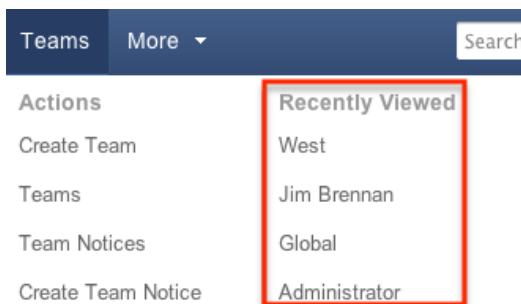 Teams More Search
Actions Recently Viewed
Create Team West
Teams Jim Brennan
Team Notices Global
Create Team Notice Administrator